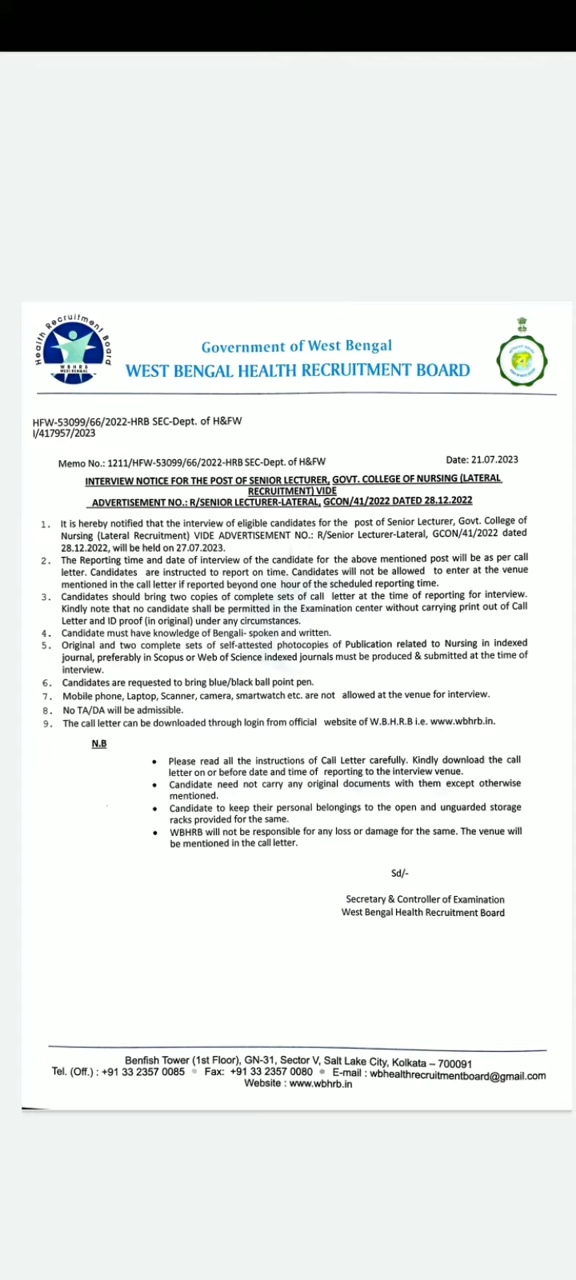 Health Recruitment Board
WBHRB
WEST BENGAL
Government of West Bengal
WEST BENGAL HEALTH RECRUITMENT BOARD
HFW-53099/66/2022-HRB SEC-Dept. of H&FW
I/417957/2023
Memo No.: 1211/HFW-53099/66/2022-HRB SEC-Dept. of H&FW Date: 21.07.2023
INTERVIEW NOTICE FOR THE POST OF SENIOR LECTURER, GOVT. COLLEGE OF NURSING (LATERAL
RECRUITMENT) VIDE
ADVERTISEMENT NO.: R/SENIOR LECTURER-LATERAL, GCON/41/2022 DATED 28.12.2022
1. It is hereby notified that the interview of eligible candidates for the post of Senior Lecturer, Govt. College of
Nursing (Lateral Recruitment) VIDE ADVERTISEMENT NO.: R/Senior Lecturer-Lateral, GCON/41/2022 dated
28.12.2022, will be held on 27.07.2023.
2. The Reporting time and date of interview of the candidate for the above mentioned post will be as per call
letter. Candidates are instructed to report on time. Candidates will not be allowed to enter at the venue
mentioned in the call letter if reported beyond one hour of the scheduled reporting time.
3. Candidates should bring two copies of complete sets of call letter at the time of reporting for interview.
Kindly note that no candidate shall be permitted in the Examination center without carrying print out of Call
Letter and ID proof (in original) under any circumstances.
4. Candidate must have knowledge of Bengali- spoken and written.
5. Original and two complete sets of self-attested photocopies of Publication related to Nursing in indexed
journal, preferably in Scopus or Web of Science indexed journals must be produced & submitted at the time of
interview.
6. Candidates are requested to bring blue/black ball point pen.
7. Mobile phone, Laptop, Scanner, camera, smartwatch etc. are not allowed at the venue for interview.
8. No TA/DA will be admissible.
9. The call letter can be downloaded through login from official website of W.B.H.R.B i.e. www.wbhrb.in.
N.B
• Please read all the instructions of Call Letter carefully. Kindly download the call
letter on or before date and time of reporting to the interview venue.
• Candidate need not carry any original documents with them except otherwise
mentioned.
• Candidate to keep their personal belongings to the open and unguarded storage
racks provided for the same.
• WBHRB will not be responsible for any loss or damage for the same. The venue will
be mentioned in the call letter.
Sd/-
Secretary & Controller of Examination
West Bengal Health Recruitment Board
Benfish Tower (1st Floor), GN-31, Sector V, Salt Lake City, Kolkata – 700091
Tel. (Off.) : +91 33 2357 0085 • Fax: +91 33 2357 0080 • E-mail : wbhealthrecruitmentboard@gmail.com
Website : www.wbhrb.in